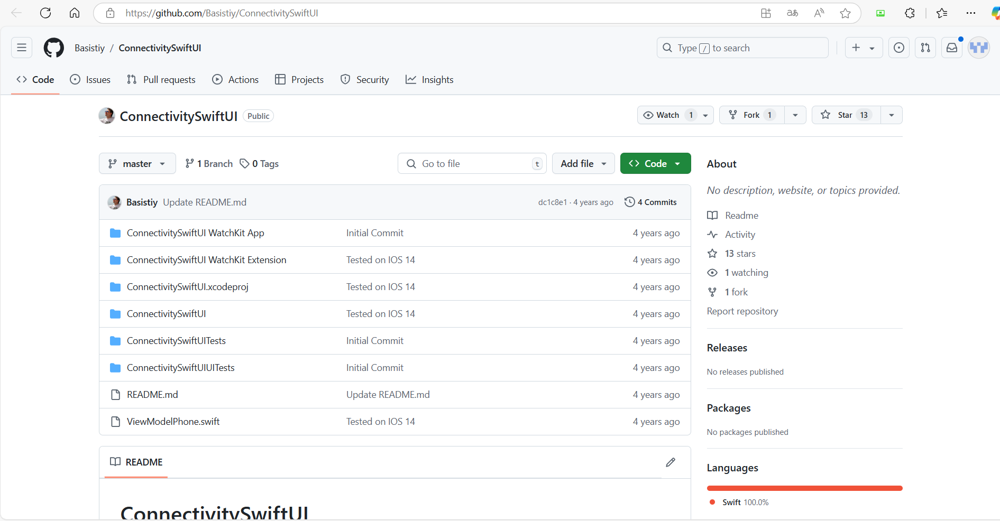 https://github.com/Basistiy/ConnectivitySwiftUI
Basistiy / ConnectivitySwiftUI
Type / to search
Code Issues Pull requests Actions Projects Security Insights
ConnectivitySwiftUI Public
Watch 1 Fork 1 Star 13
master 1 Branch 0 Tags
Go to file t
Add file
Code
Basistiy Update README.md dc1c8e1 · 4 years ago 4 Commits
ConnectivitySwiftUI WatchKit App Initial Commit 4 years ago
ConnectivitySwiftUI WatchKit Extension Tested on IOS 14 4 years ago
ConnectivitySwiftUI.xcodeproj Tested on IOS 14 4 years ago
ConnectivitySwiftUI Tested on IOS 14 4 years ago
ConnectivitySwiftUITests Initial Commit 4 years ago
ConnectivitySwiftUIUITests Initial Commit 4 years ago
README.md Update README.md 4 years ago
ViewModelPhone.swift Tested on IOS 14 4 years ago
README
ConnectivitySwiftUI
About
No description, website, or topics provided.
Readme
Activity
13 stars
1 watching
1 fork
Report repository
Releases
No releases published
Packages
No packages published
Languages
Swift 100.0%